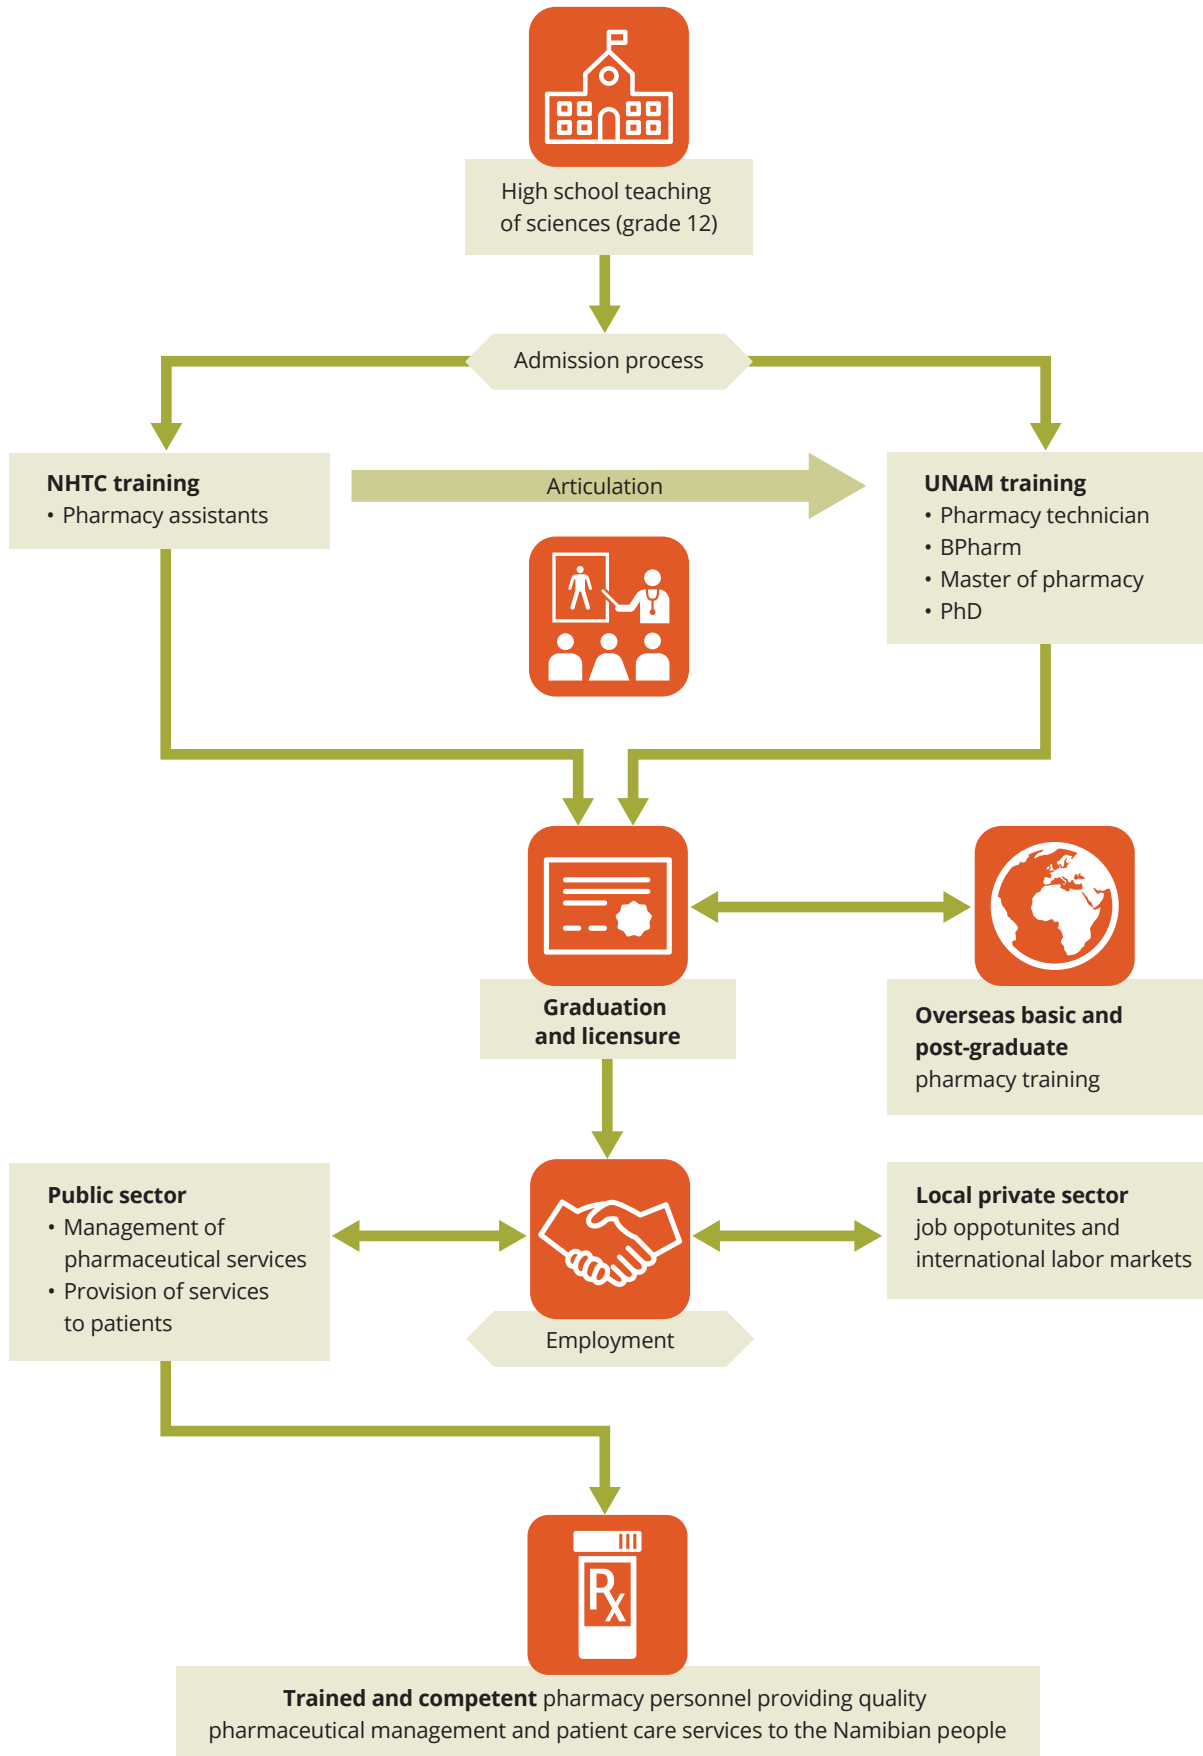 High school teaching
of sciences (grade 12)
Admission process
NHTC training
• Pharmacy assistants
Articulation
UNAM training
• Pharmacy technician
• BPharm
• Master of pharmacy
• PhD
Graduation
and licensure
Overseas basic and
post-graduate
pharmacy training
Public sector
• Management of
pharmaceutical services
• Provision of services
to patients
Employment
Local private sector
job oppotunites and
international labor markets
Rx
Trained and competent pharmacy personnel providing quality
pharmaceutical management and patient care services to the Namibian people